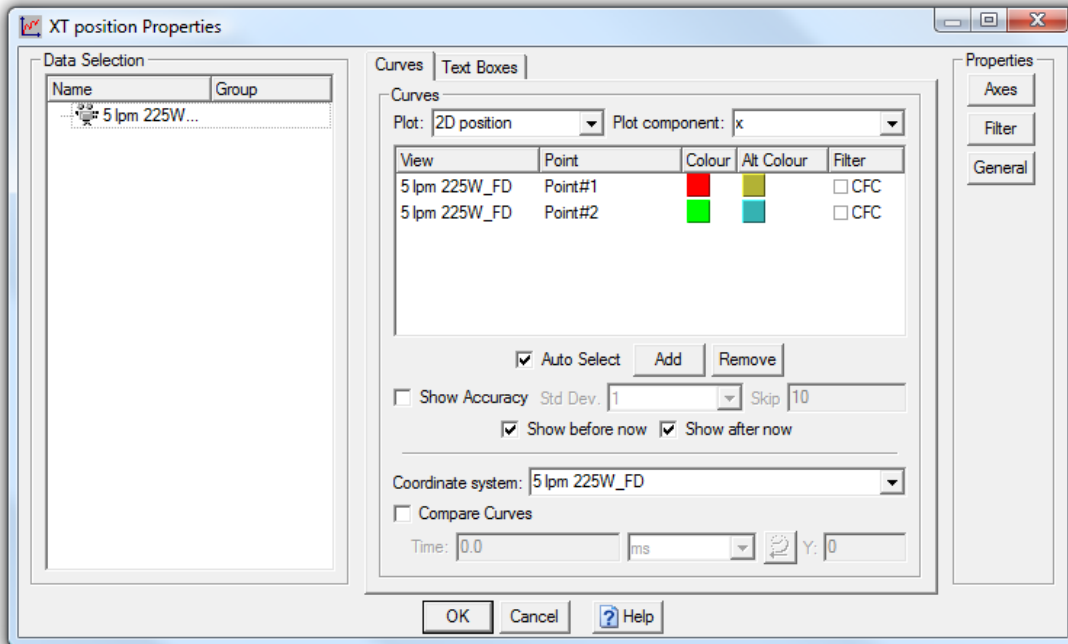 XT position Properties
Data Selection
Name Group
5 lpm 225W...
Curves Text Boxes
Curves
Plot: 2D position Plot component: x
View Point Colour Alt Colour Filter
5 lpm 225W_FD Point#1 CFC
5 lpm 225W_FD Point#2 CFC
Auto Select Add Remove
Show Accuracy Std Dev. 1 Skip 10
Show before now Show after now
Coordinate system: 5 lpm 225W_FD
Compare Curves
Time: 0.0 ms Y: 0
Properties
Axes
Filter
General
OK Cancel Help